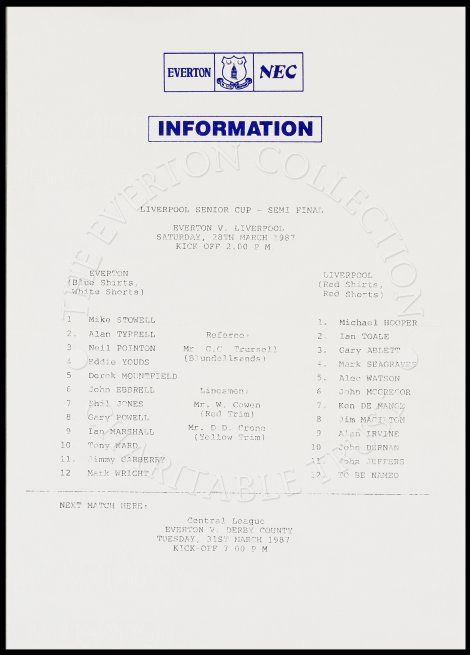 EVERTON NEC
INFORMATION
LIVERPOOL SENIOR CUP - SEMI FINAL
EVERTON V. LIVERPOOL
SATURDAY, 28TH MARCH 1987
KICK-OFF 2.00 P M
EVERTON
(Blue Shirts,
White Shorts)
1 Mike STOWELL
2. Alan TYRRELL
3 Neil POINTON
4 Eddie YOUDS
5 Derek MOUNTFIELD
6 John EBBRELL
7 Phil JONES
8 Gary POWELL
9 Ian MARSHALL
10 Tony WARD
11. Jimmy CARBERRY
12 Mark WRIGHT
Referee:
Mr C.C. Trussell
(Blundellsands)
Linesmen:
Mr. W. Cowen
(Red Trim)
Mr. D D. Crone
(Yellow Trim)
LIVERPOOL
(Red Shirts,
Red Shorts)
1. Michael HOOPER
2 Ian TOALE
3. Gary ABLETT
4. Mark SEAGRAVES
5. Alec WATSON
6 John MCGREGOR
7. Ken DE MANGE
8 Jim MAGILTON
9 Alan IRVINE
10 John DURNAN
11. John JEFFERS
12. TO BE NAMED
NEXT MATCH HERE:
Central League
EVERTON V. DERBY COUNTY
TUESDAY, 31ST MARCH 1987
KICK-OFF 7 00 P M
THE EVERTON COLLECTION
CHARITABLE TRUST